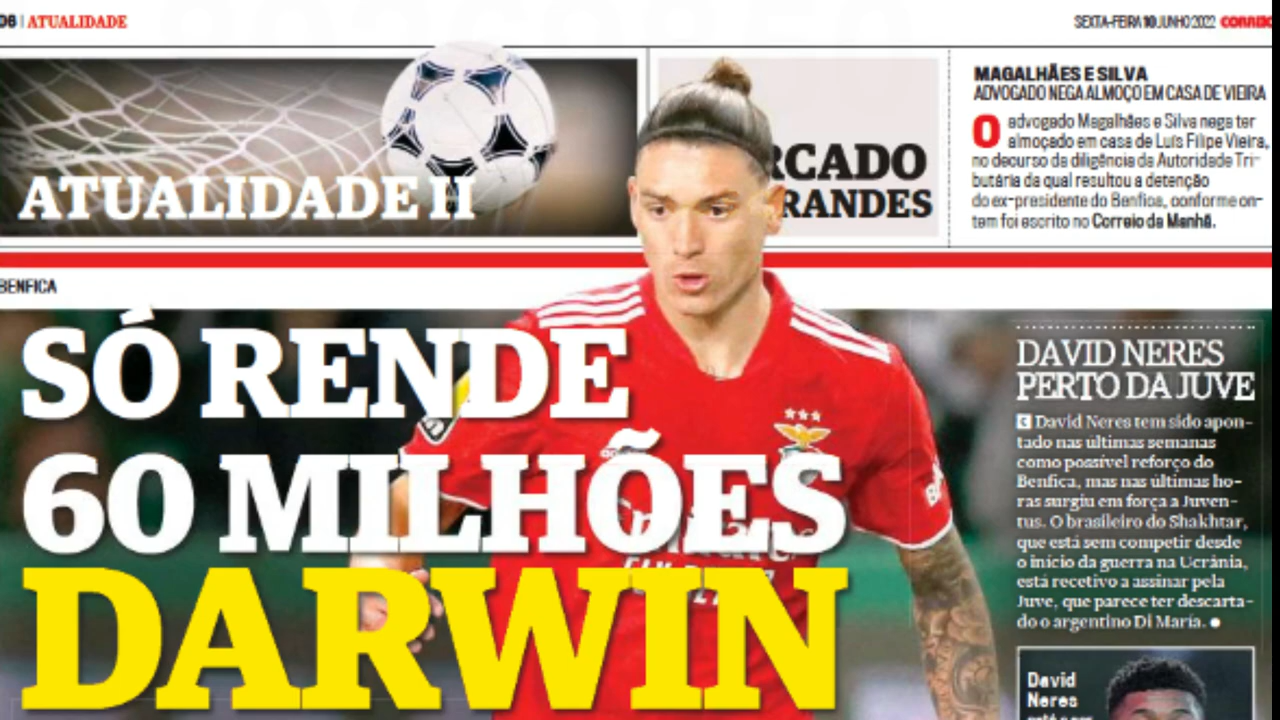 06 | ATUALIDADE
SEXTA-FEIRA 10 JUNHO 2022
ATUALIDADE II
MAGALHÃES E SILVA
ADVOGADO NEGA ALMOÇO EM CASA DE VIEIRA
O advogado Magalhães e Silva nega ter
almoçado em casa de Luís Filipe Vieira,
no decurso da diligência da Autoridade Tri-
butária da qual resultou a detenção
do ex-presidente do Benfica, conforme on-
tem foi escrito no Correio da Manhã.
BENFICA
SÓ RENDE
60 MILHÕES
DARWIN
DAVID NERES
PERTO DA JUVE
David Neres tem sido apon-
tado nas últimas semanas
como possível reforço do
Benfica, mas nas últimas ho-
ras surgiu em força a Juven-
tus. O brasileiro do Shakhtar,
que está sem competir desde
o início da guerra na Ucrânia,
está recetivo a assinar pela
Juve, que parece ter descarta-
do o argentino Di María. ●
David
Neres